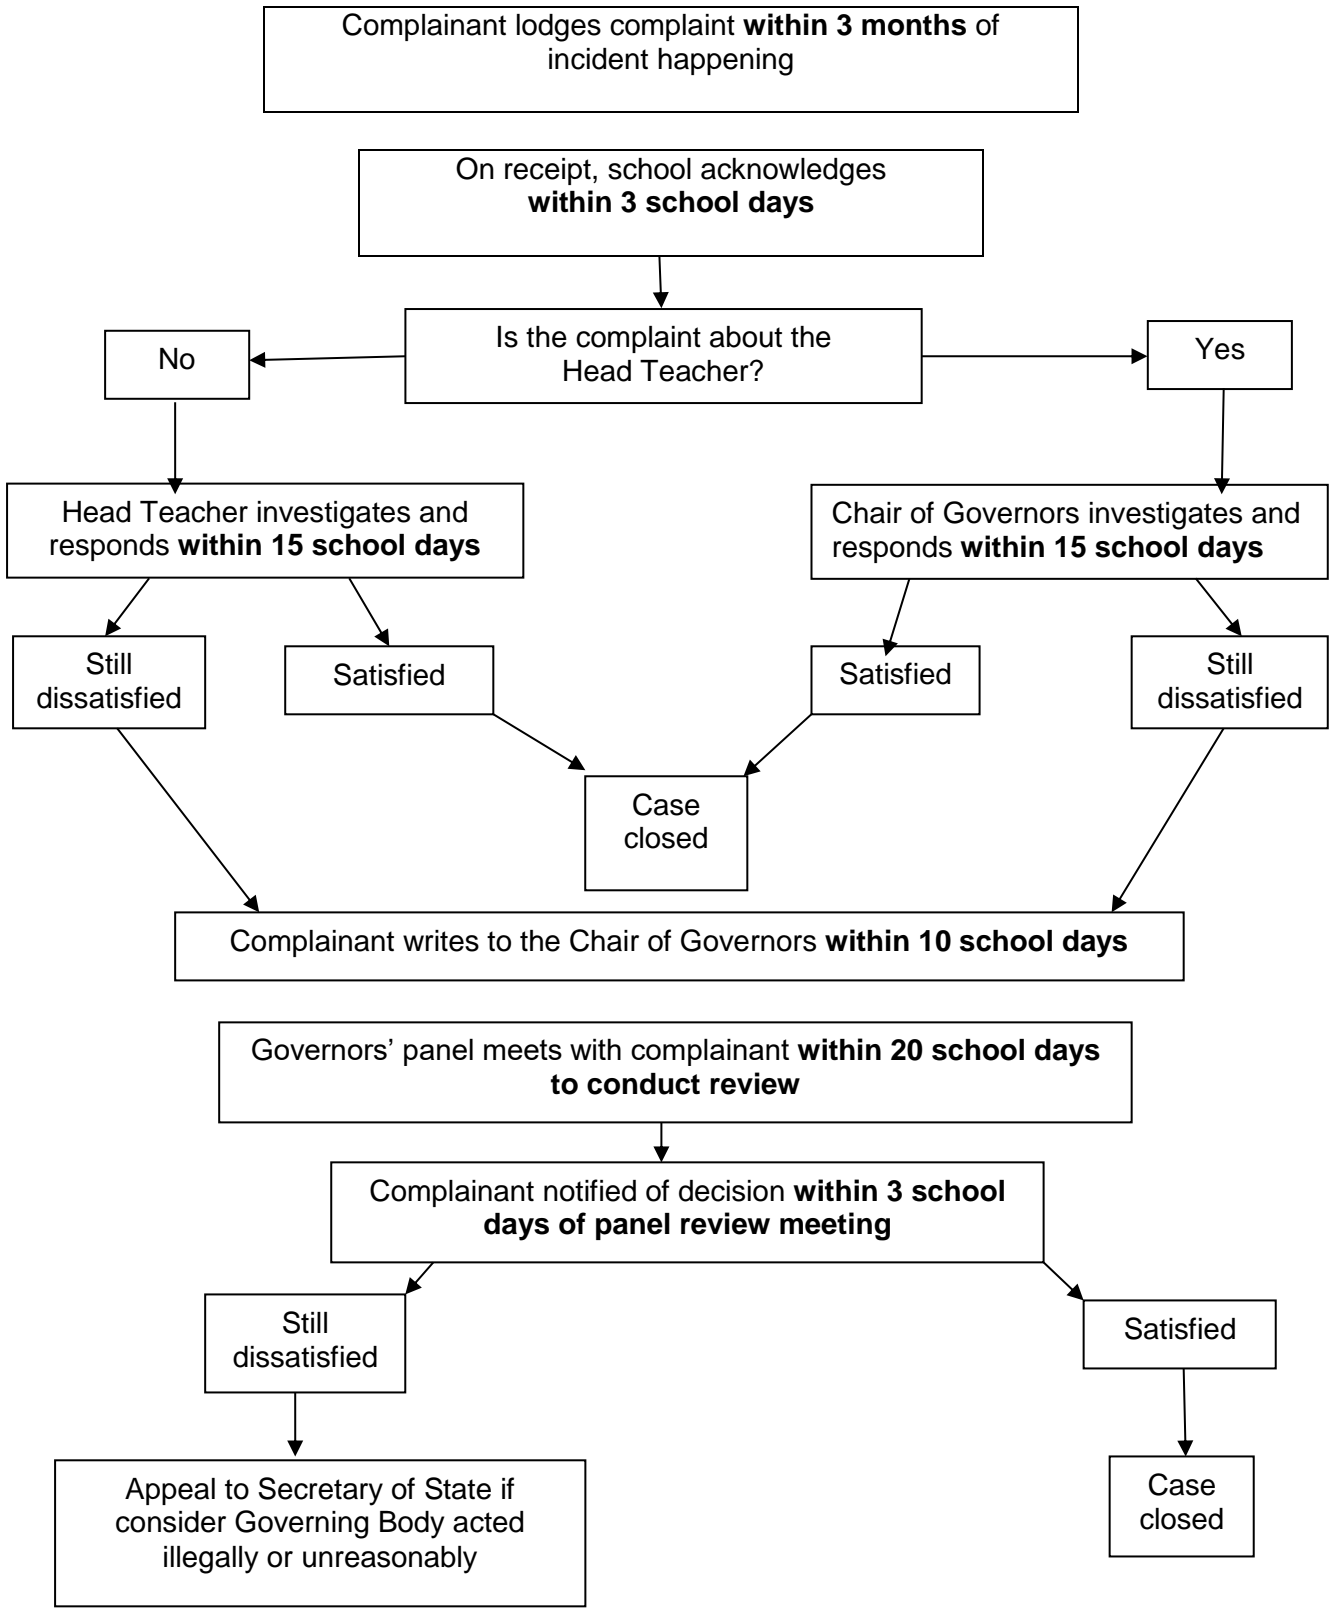 Complainant lodges complaint within 3 months of
incident happening
On receipt, school acknowledges
within 3 school days
Is the complaint about the
Head Teacher?
No
Yes
Head Teacher investigates and
responds within 15 school days
Chair of Governors investigates and
responds within 15 school days
Still
dissatisfied
Satisfied
Satisfied
Still
dissatisfied
Case
closed
Complainant writes to the Chair of Governors within 10 school days
Governors’ panel meets with complainant within 20 school days
to conduct review
Complainant notified of decision within 3 school
days of panel review meeting
Still
dissatisfied
Satisfied
Appeal to Secretary of State if
consider Governing Body acted
illegally or unreasonably
Case
closed